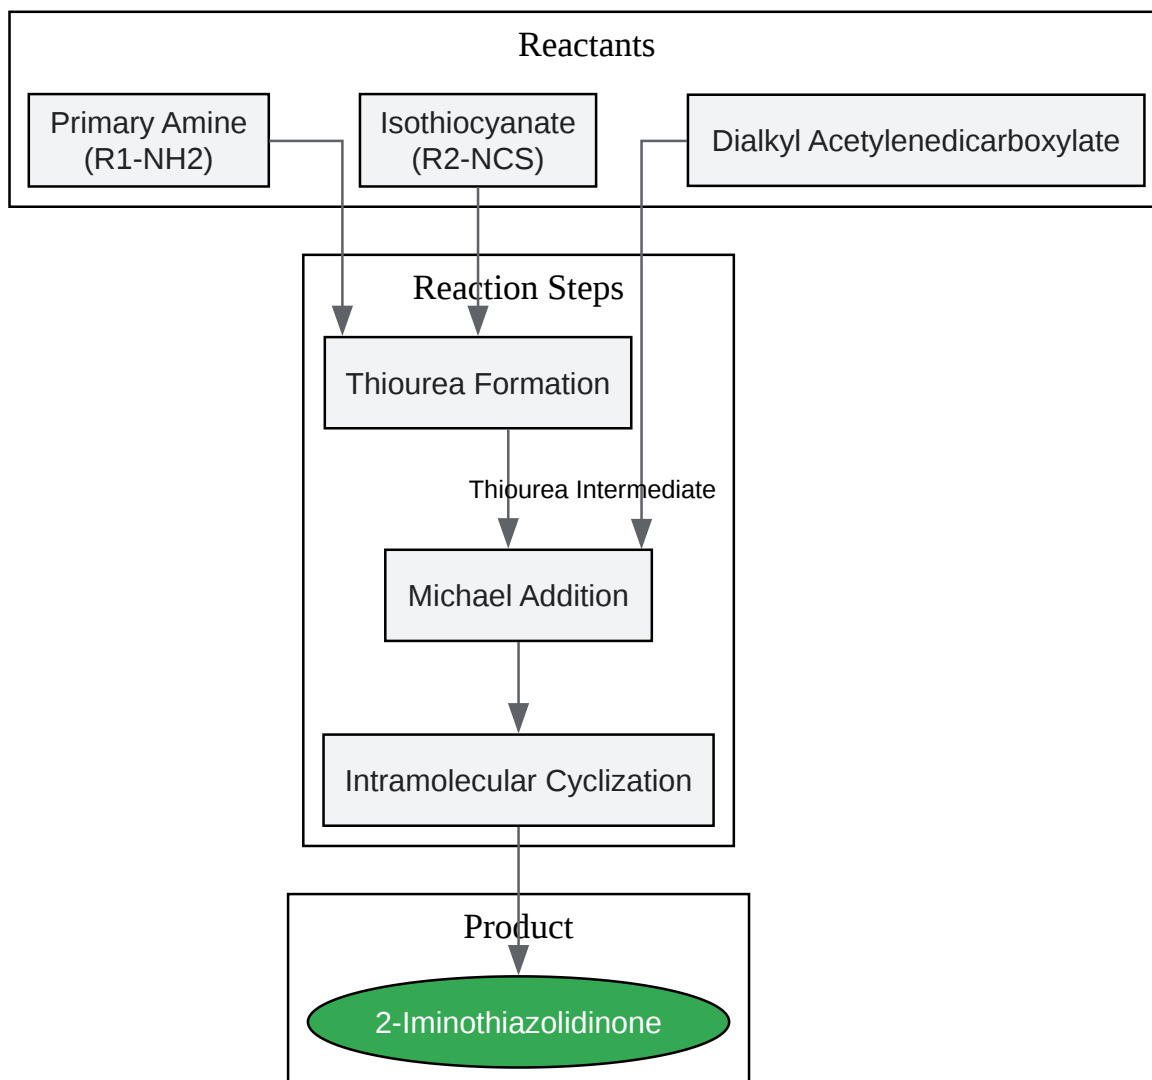 Reactants
Primary Amine
(R1-NH2)
Isothiocyanate
(R2-NCS)
Dialkyl Acetylenedicarboxylate
Reaction Steps
Thiourea Formation
Thiourea Intermediate
Michael Addition
Intramolecular Cyclization
Product
2-Iminothiazolidinone